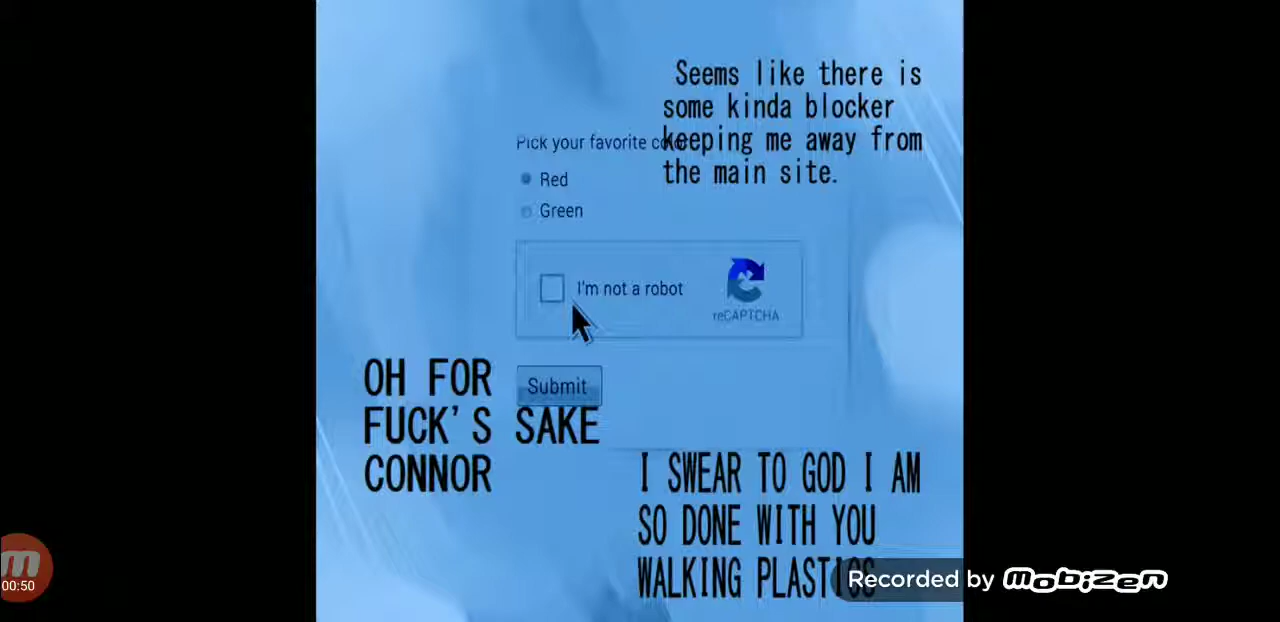 Seems like there is
some kinda blocker
keeping me away from
the main site.
Pick your favorite
Red
Green
I'm not a robot
reCAPTCHA
Submit
OH FOR
FUCK'S SAKE
CONNOR
I SWEAR TO GOD I AM
SO DONE WITH YOU
WALKING PLASTICS
Recorded by mobizen
00:50